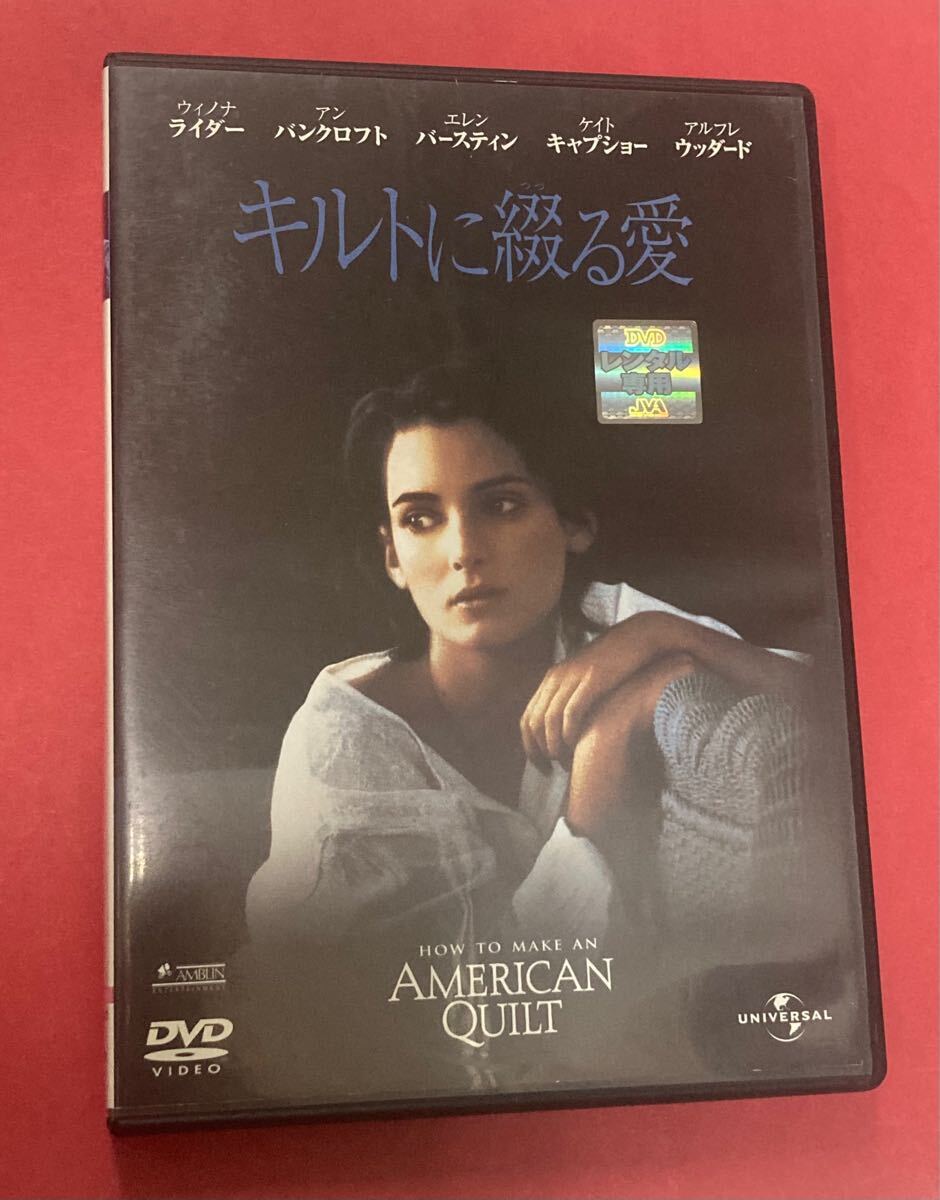 ウィノナ アン エレン ケイト アルフレ
ライダー バンクロフト バースティン キャプショー ウッダード
つづ
キルトに綴る愛
DVD
レンタル
専用
JVA
HOW TO MAKE AN
AMERICAN
QUILT
AMBLIN
ENTERTAINMENT
DVD
VIDEO
UNIVERSAL